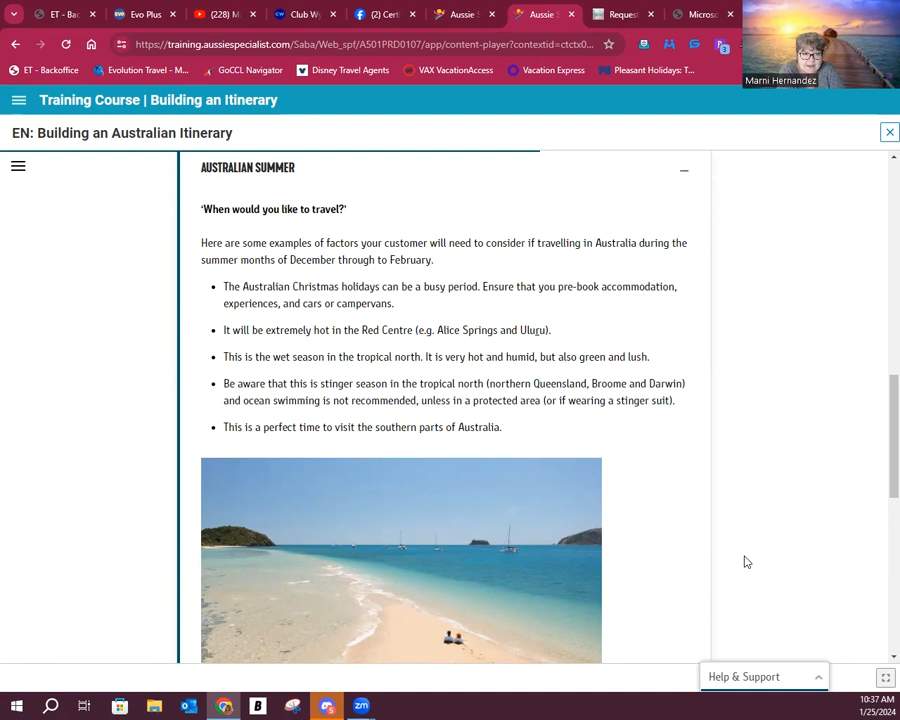 ET - Bac
Evo Plus
(228) M
Club W
(2) Cert
Aussie S
Aussie S
Request
Microso
https://training.aussiespecialist.com/Saba/Web_spf/A501PRD0107/app/content-player?contextid=ctctx0...
3
ET - Backoffice
Evolution Travel - M...
GoCCL Navigator
Disney Travel Agents
VAX VacationAccess
Vacation Express
Pleasant Holidays: T...
Marni Hernandez
Training Course | Building an Itinerary
EN: Building an Australian Itinerary
AUSTRALIAN SUMMER
‘When would you like to travel?’
Here are some examples of factors your customer will need to consider if travelling in Australia during the
summer months of December through to February.
• The Australian Christmas holidays can be a busy period. Ensure that you pre-book accommodation,
experiences, and cars or campervans.
• It will be extremely hot in the Red Centre (e.g. Alice Springs and Uluṟu).
• This is the wet season in the tropical north. It is very hot and humid, but also green and lush.
• Be aware that this is stinger season in the tropical north (northern Queensland, Broome and Darwin)
and ocean swimming is not recommended, unless in a protected area (or if wearing a stinger suit).
• This is a perfect time to visit the southern parts of Australia.
Help & Support
B
zm
10:37 AM
1/25/2024